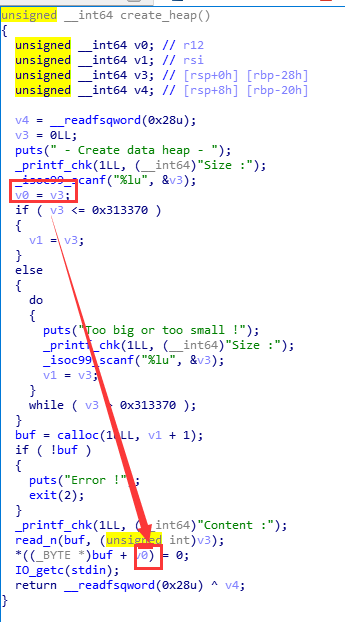 unsigned __int64 create_heap()
{
unsigned __int64 v0; // r12
unsigned __int64 v1; // rsi
unsigned __int64 v3; // [rsp+0h] [rbp-28h]
unsigned __int64 v4; // [rsp+8h] [rbp-20h]
v4 = __readfsqword(0x28u);
v3 = 0LL;
puts(" - Create data heap - ");
_printf_chk(1LL, (__int64)"Size :");
_isoc99_scanf("%lu", &v3);
v0 = v3;
if ( v3 <= 0x313370 )
{
v1 = v3;
}
else
{
do
{
puts("Too big or too small !");
_printf_chk(1LL, (__int64)"Size :");
_isoc99_scanf("%lu", &v3);
v1 = v3;
}
while ( v3 > 0x313370 );
}
buf = calloc(1uLL, v1 + 1);
if ( !buf )
{
puts("Error !");
exit(2);
}
_printf_chk(1LL, (__int64)"Content :");
read_n(buf, (unsigned int)v3);
*((_BYTE *)buf + v0) = 0;
IO_getc(stdin);
return __readfsqword(0x28u) ^ v4;
}